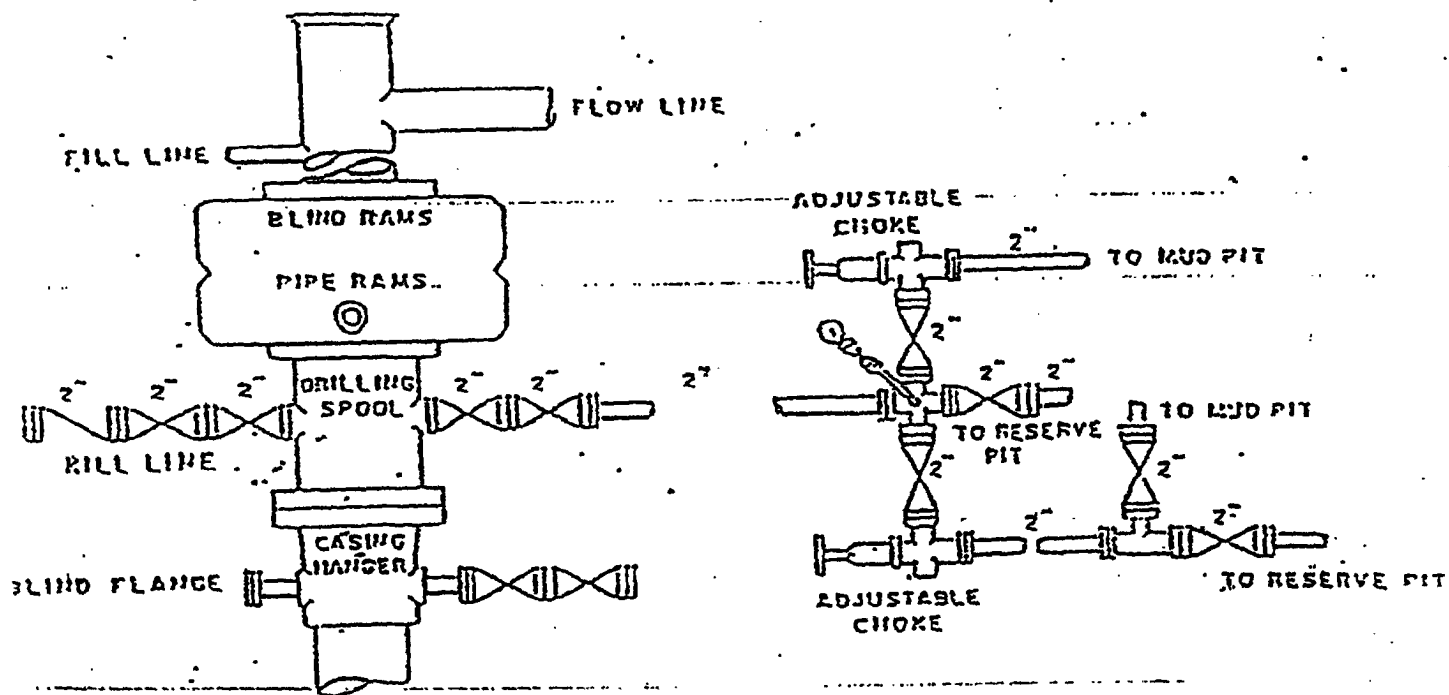 FLOW LINE
FILL LINE
BLIND RAMS
PIPE RAMS
2"
2"
2"
DRILLING
SPOOL
2"
2"
2"
KILL LINE
CASING
HANGER
BLIND FLANGE
ADJUSTABLE
CHOKE
2"
TO MUD PIT
2"
2"
2"
TO RESERVE
PIT
2"
TO MUD PIT
2"
2"
2"
TO RESERVE PIT
ADJUSTABLE
CHOKE